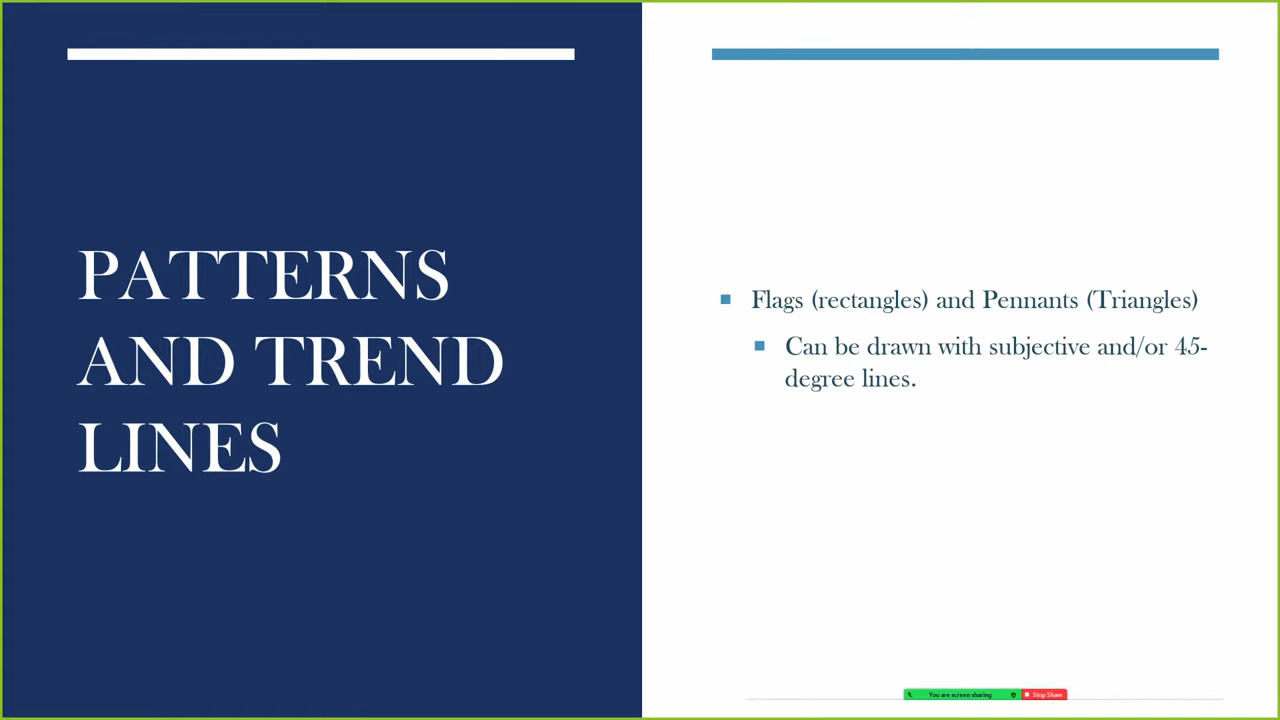 PATTERNS
AND TREND
LINES
Flags (rectangles) and Pennants (Triangles)
Can be drawn with subjective and/or 45-
degree lines.
You are screen sharing
Stop Share